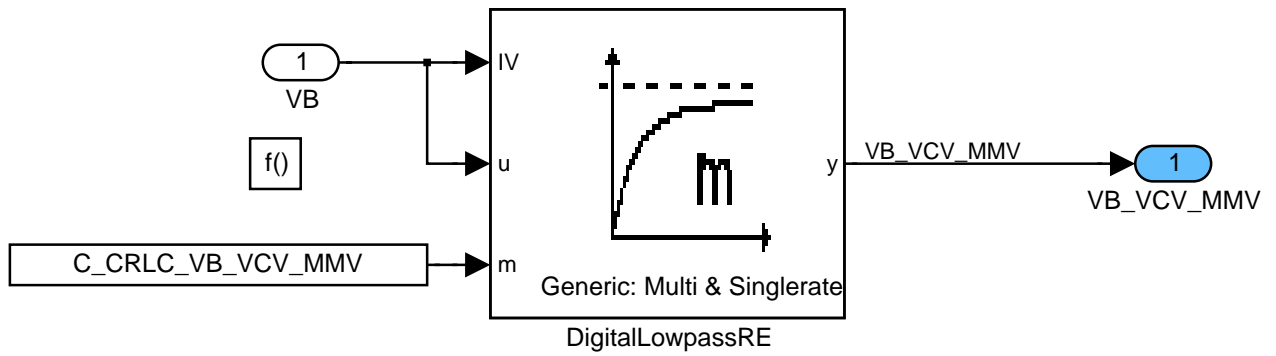 1
VB
f()
C_CRLC_VB_VCV_MMV
IV
u
m
m
Generic: Multi & Singlerate
DigitalLowpassRE
y
VB_VCV_MMV
1
VB_VCV_MMV